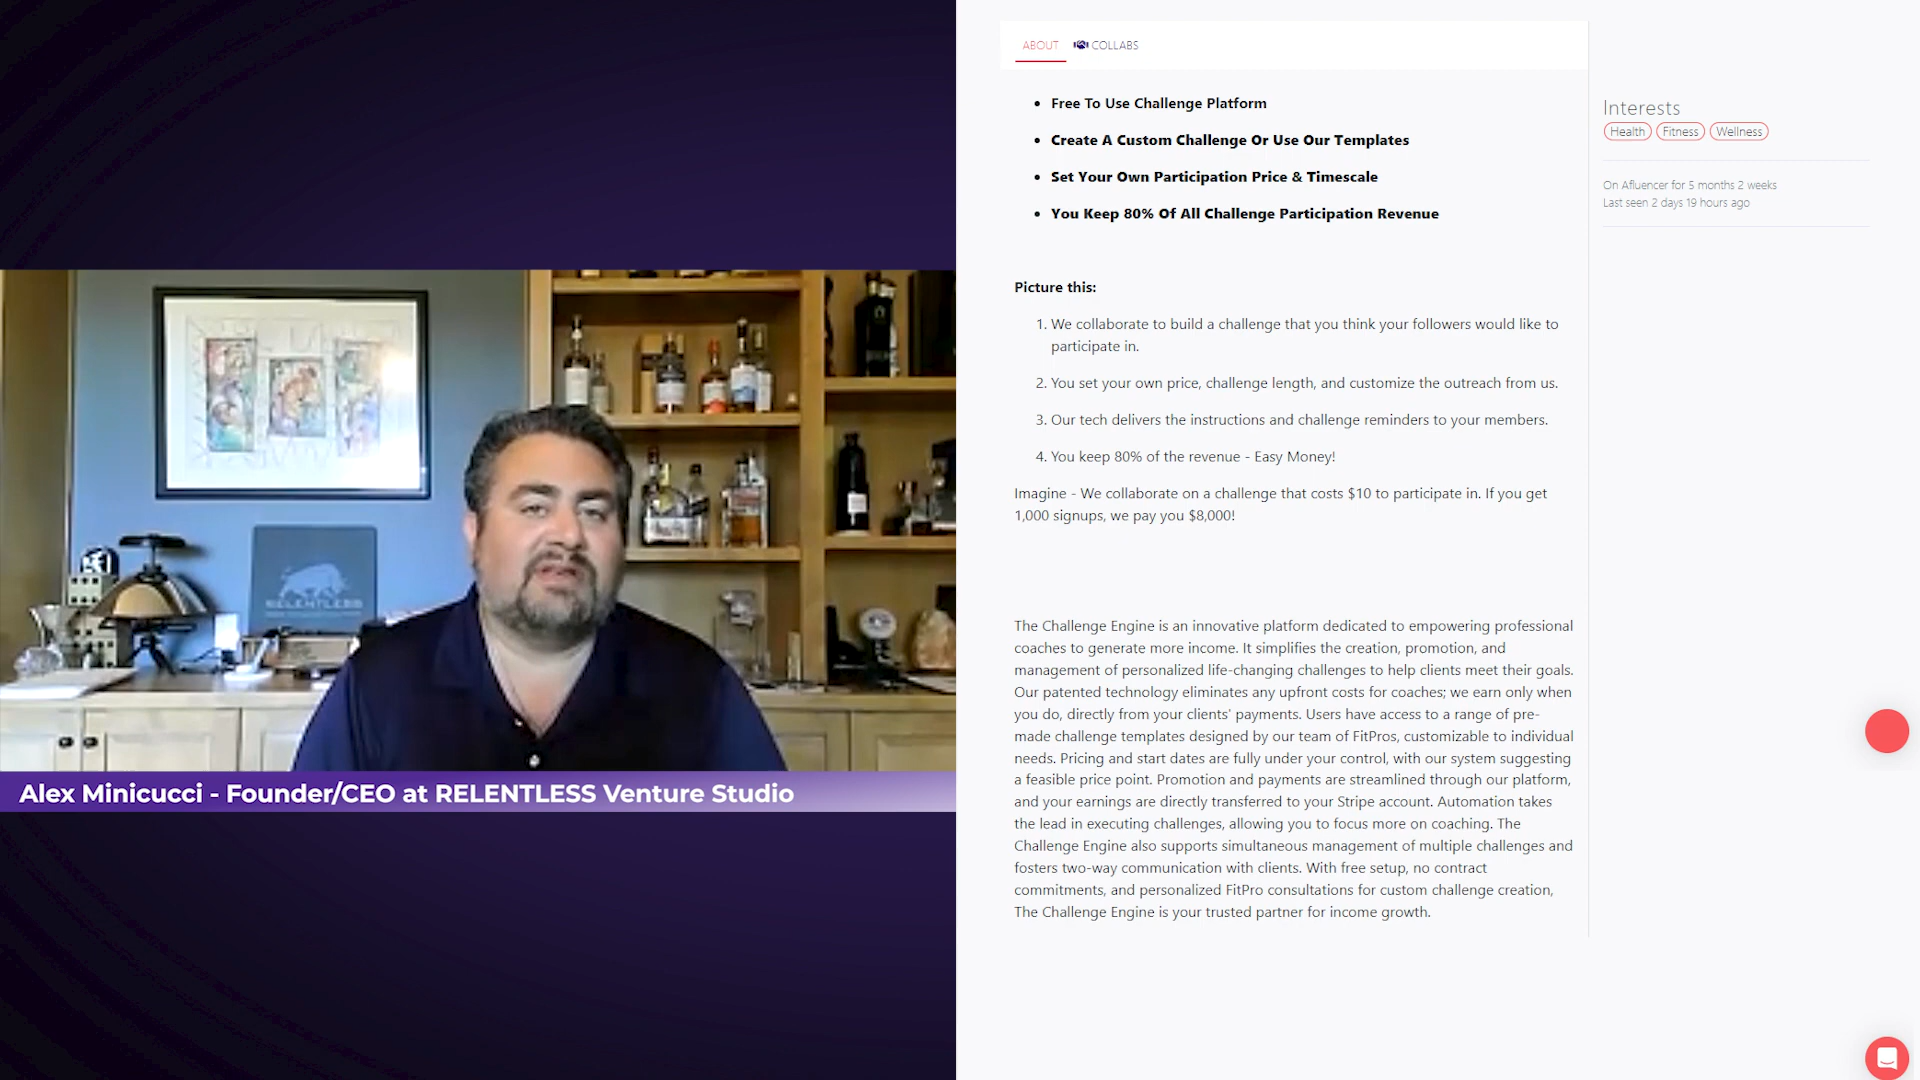 RELENTLESS
Alex Minicucci - Founder/CEO at RELENTLESS Venture Studio
ABOUT
COLLABS
Free To Use Challenge Platform
Create A Custom Challenge Or Use Our Templates
Set Your Own Participation Price & Timescale
You Keep 80% Of All Challenge Participation Revenue
Picture this:
1. We collaborate to build a challenge that you think your followers would like to
participate in.
2. You set your own price, challenge length, and customize the outreach from us.
3. Our tech delivers the instructions and challenge reminders to your members.
4. You keep 80% of the revenue - Easy Money!
Imagine - We collaborate on a challenge that costs $10 to participate in. If you get
1,000 signups, we pay you $8,000!
The Challenge Engine is an innovative platform dedicated to empowering professional
coaches to generate more income. It simplifies the creation, promotion, and
management of personalized life-changing challenges to help clients meet their goals.
Our patented technology eliminates any upfront costs for coaches; we earn only when
you do, directly from your clients' payments. Users have access to a range of pre-
made challenge templates designed by our team of FitPros, customizable to individual
needs. Pricing and start dates are fully under your control, with our system suggesting
a feasible price point. Promotion and payments are streamlined through our platform,
and your earnings are directly transferred to your Stripe account. Automation takes
the lead in executing challenges, allowing you to focus more on coaching. The
Challenge Engine also supports simultaneous management of multiple challenges and
fosters two-way communication with clients. With free setup, no contract
commitments, and personalized FitPro consultations for custom challenge creation,
The Challenge Engine is your trusted partner for income growth.
Interests
Health
Fitness
Wellness
On Afluencer for 5 months 2 weeks
Last seen 2 days 19 hours ago